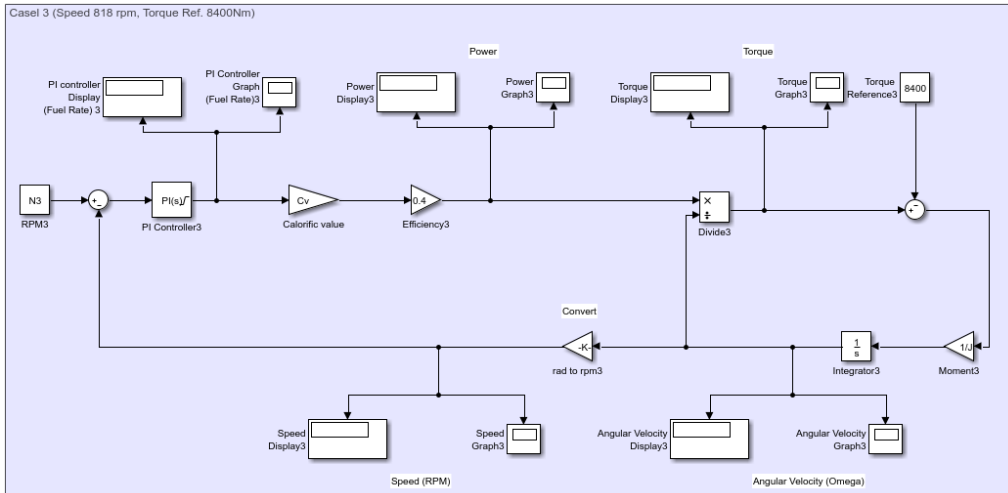 Casel 3 (Speed 818 rpm, Torque Ref. 8400Nm)
Power
Torque
PI controller
Display
(Fuel Rate) 3
PI Controller
Graph
(Fuel Rate)3
Power
Display3
Power
Graph3
Torque
Display3
Torque
Graph3
Torque
Reference3
8400
N3
RPM3
+
−
PI(s)
PI Controller3
Cv
Calorific value
0.4
Efficiency3
×
÷
Divide3
+
−
Convert
-K-
rad to rpm3
1
s
Integrator3
1/J
Moment3
Speed
Display3
Speed
Graph3
Angular Velocity
Display3
Angular Velocity
Graph3
Speed (RPM)
Angular Velocity (Omega)